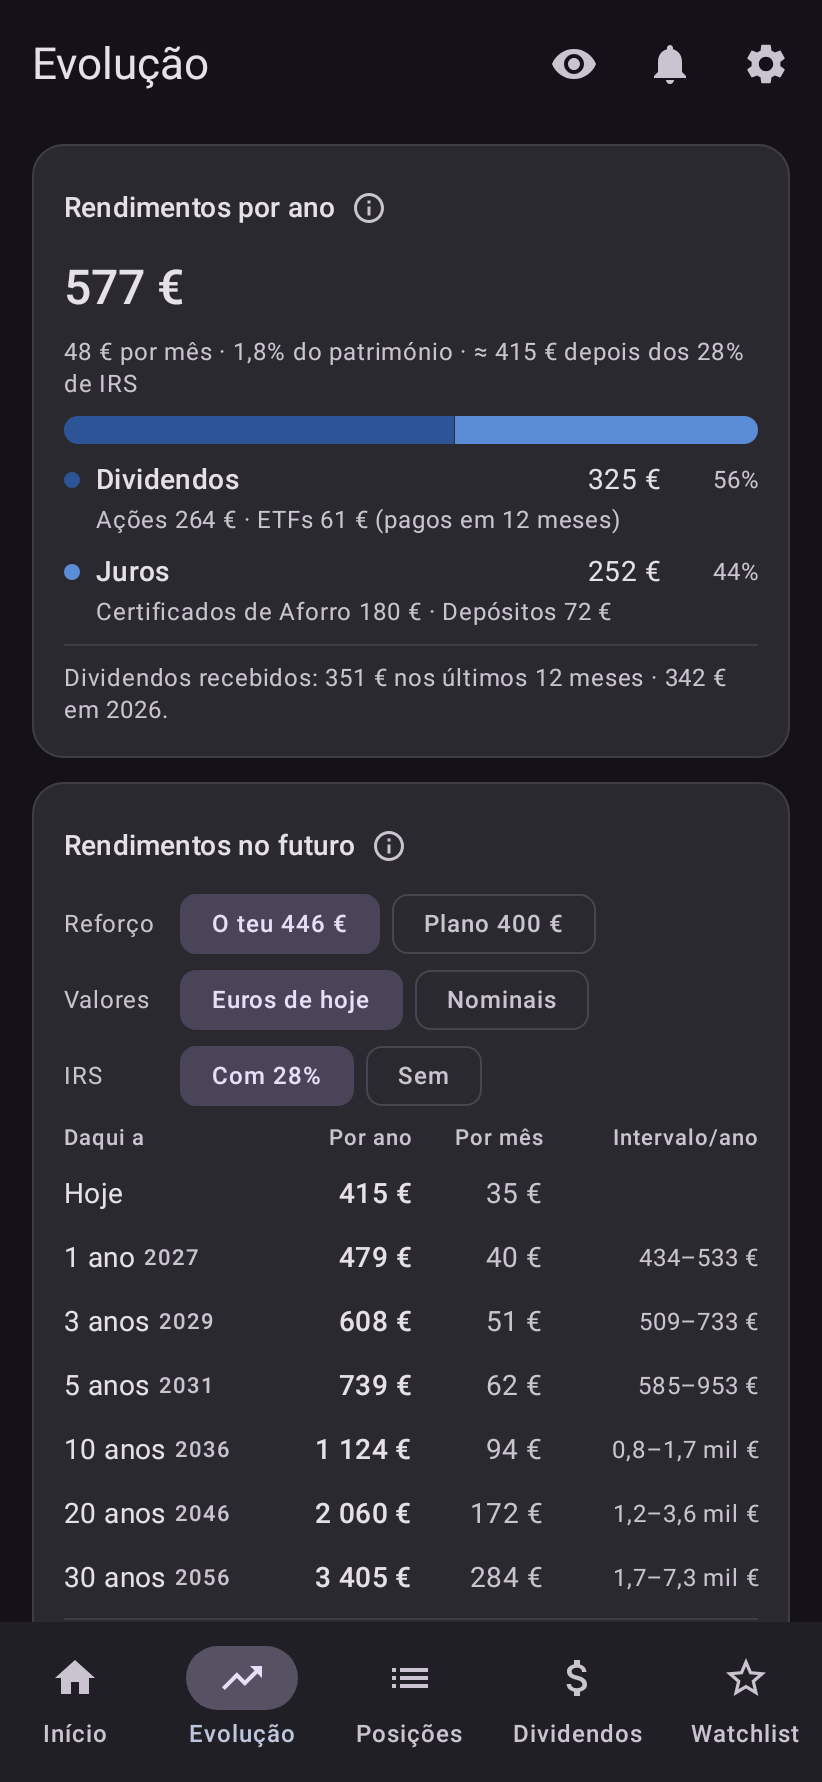 Evolução
Rendimentos por ano
577 €
48 € por mês · 1,8% do património · ≈ 415 € depois dos 28%
de IRS
Dividendos 325 € 56%
Ações 264 € · ETFs 61 € (pagos em 12 meses)
Juros 252 € 44%
Certificados de Aforro 180 € · Depósitos 72 €
Dividendos recebidos: 351 € nos últimos 12 meses · 342 €
em 2026.
Rendimentos no futuro
Reforço O teu 446 € Plano 400 €
Valores Euros de hoje Nominais
IRS Com 28% Sem
Daqui a Por ano Por mês Intervalo/ano
Hoje 415 € 35 €
1 ano 2027 479 € 40 € 434–533 €
3 anos 2029 608 € 51 € 509–733 €
5 anos 2031 739 € 62 € 585–953 €
10 anos 2036 1 124 € 94 € 0,8–1,7 mil €
20 anos 2046 2 060 € 172 € 1,2–3,6 mil €
30 anos 2056 3 405 € 284 € 1,7–7,3 mil €
Início Evolução Posições Dividendos Watchlist